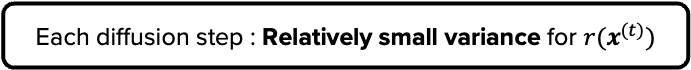 Each diffusion step : Relatively small variance for r(x^(t))